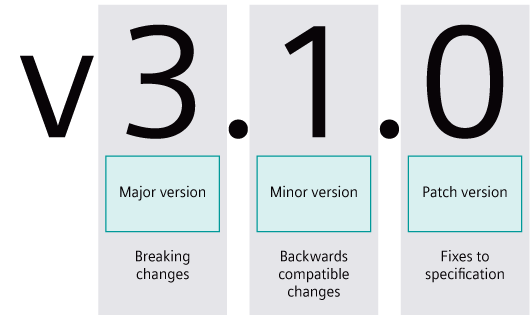 v3.1.0
Major version
Minor version
Patch version
Breaking
changes
Backwards
compatible
changes
Fixes to
specification